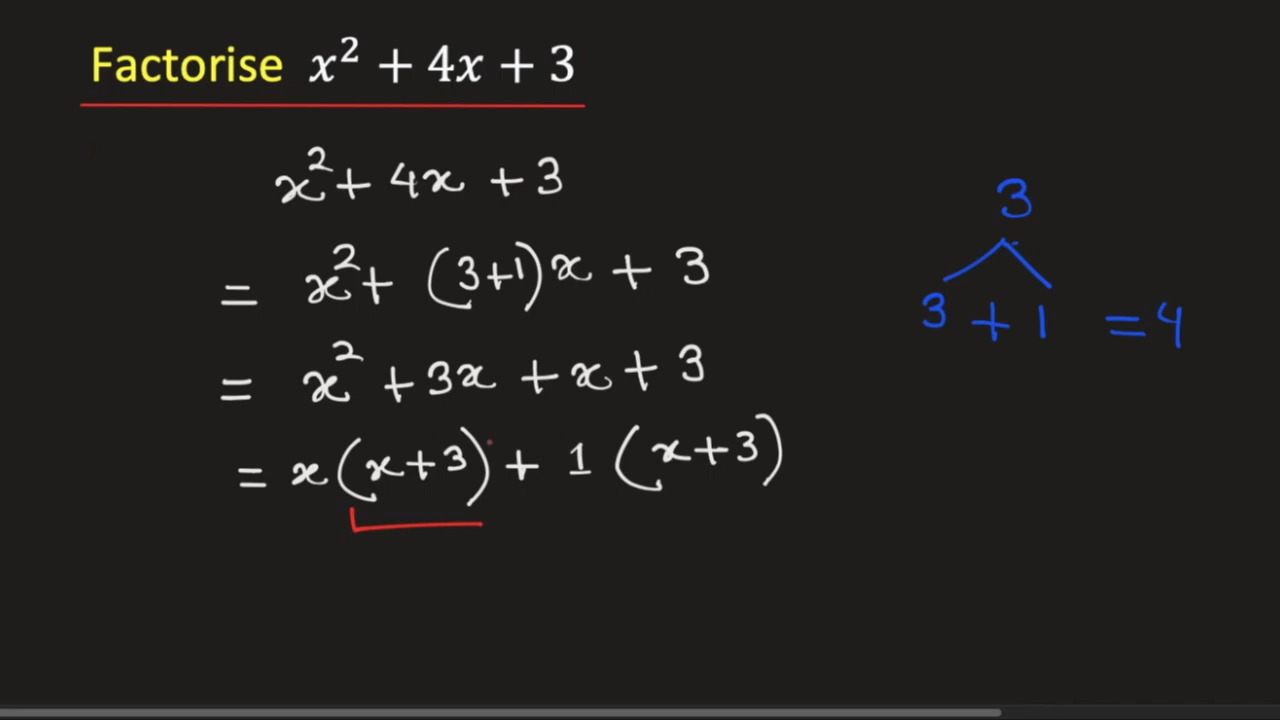 Factorise x² + 4x + 3
x² + 4x + 3
= x² + (3+1)x + 3
= x² + 3x + x + 3
= x(x+3) + 1(x+3)
3
3 + 1 = 4